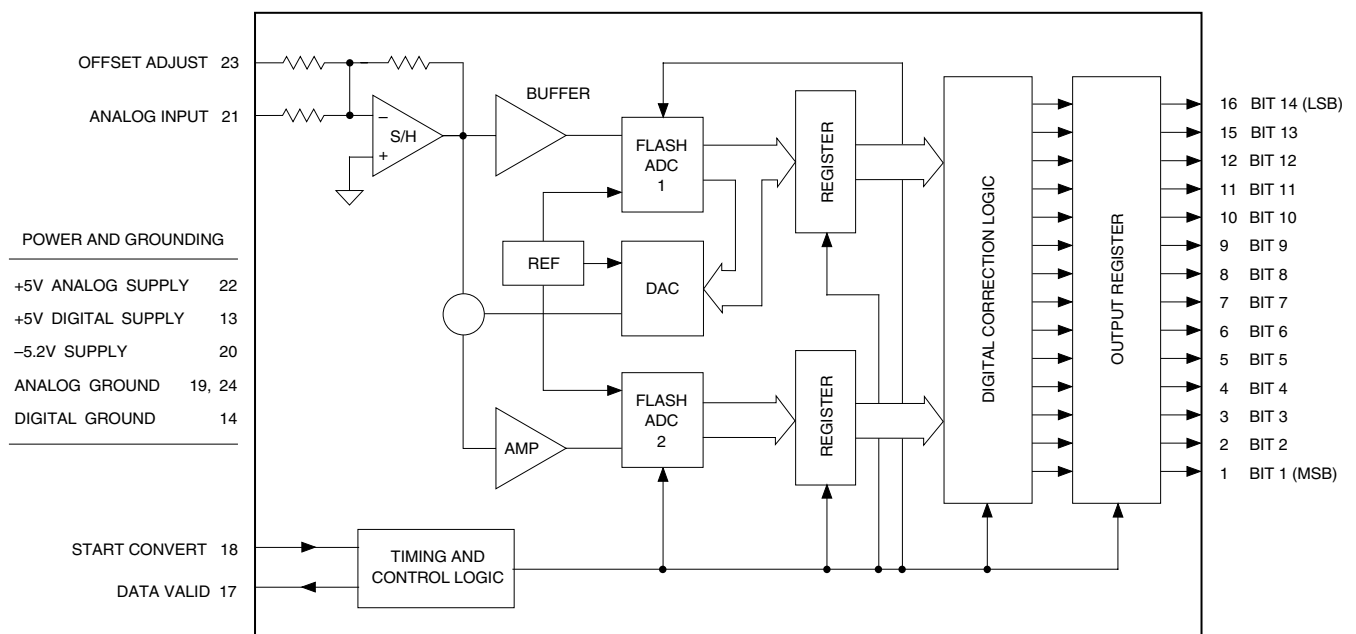 OFFSET ADJUST 23
ANALOG INPUT 21
POWER AND GROUNDING
+5V ANALOG SUPPLY 22
+5V DIGITAL SUPPLY 13
–5.2V SUPPLY 20
ANALOG GROUND 19, 24
DIGITAL GROUND 14
START CONVERT 18
DATA VALID 17
–
S/H
+
BUFFER
FLASH
ADC
1
REF
DAC
AMP
FLASH
ADC
2
TIMING AND
CONTROL LOGIC
REGISTER
REGISTER
DIGITAL CORRECTION LOGIC
OUTPUT REGISTER
16 BIT 14 (LSB)
15 BIT 13
12 BIT 12
11 BIT 11
10 BIT 10
9 BIT 9
8 BIT 8
7 BIT 7
6 BIT 6
5 BIT 5
4 BIT 4
3 BIT 3
2 BIT 2
1 BIT 1 (MSB)